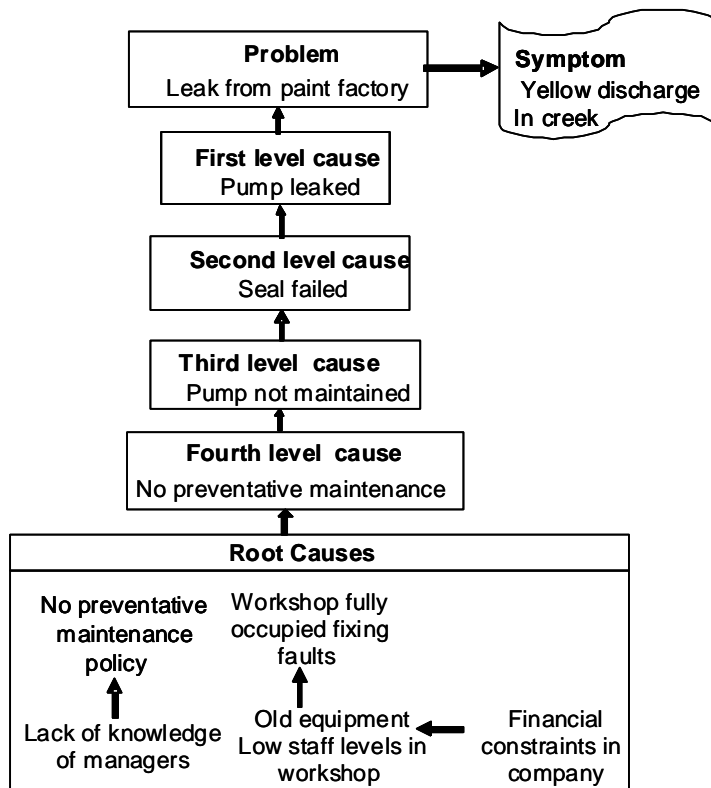 Problem
Leak from paint factory
Symptom
Yellow discharge
In creek
First level cause
Pump leaked
Second level cause
Seal failed
Third level cause
Pump not maintained
Fourth level cause
No preventative maintenance
Root Causes
No preventative
maintenance
policy
Workshop fully
occupied fixing
faults
Lack of knowledge
of managers
Old equipment
Low staff levels in
workshop
Financial
constraints in
company